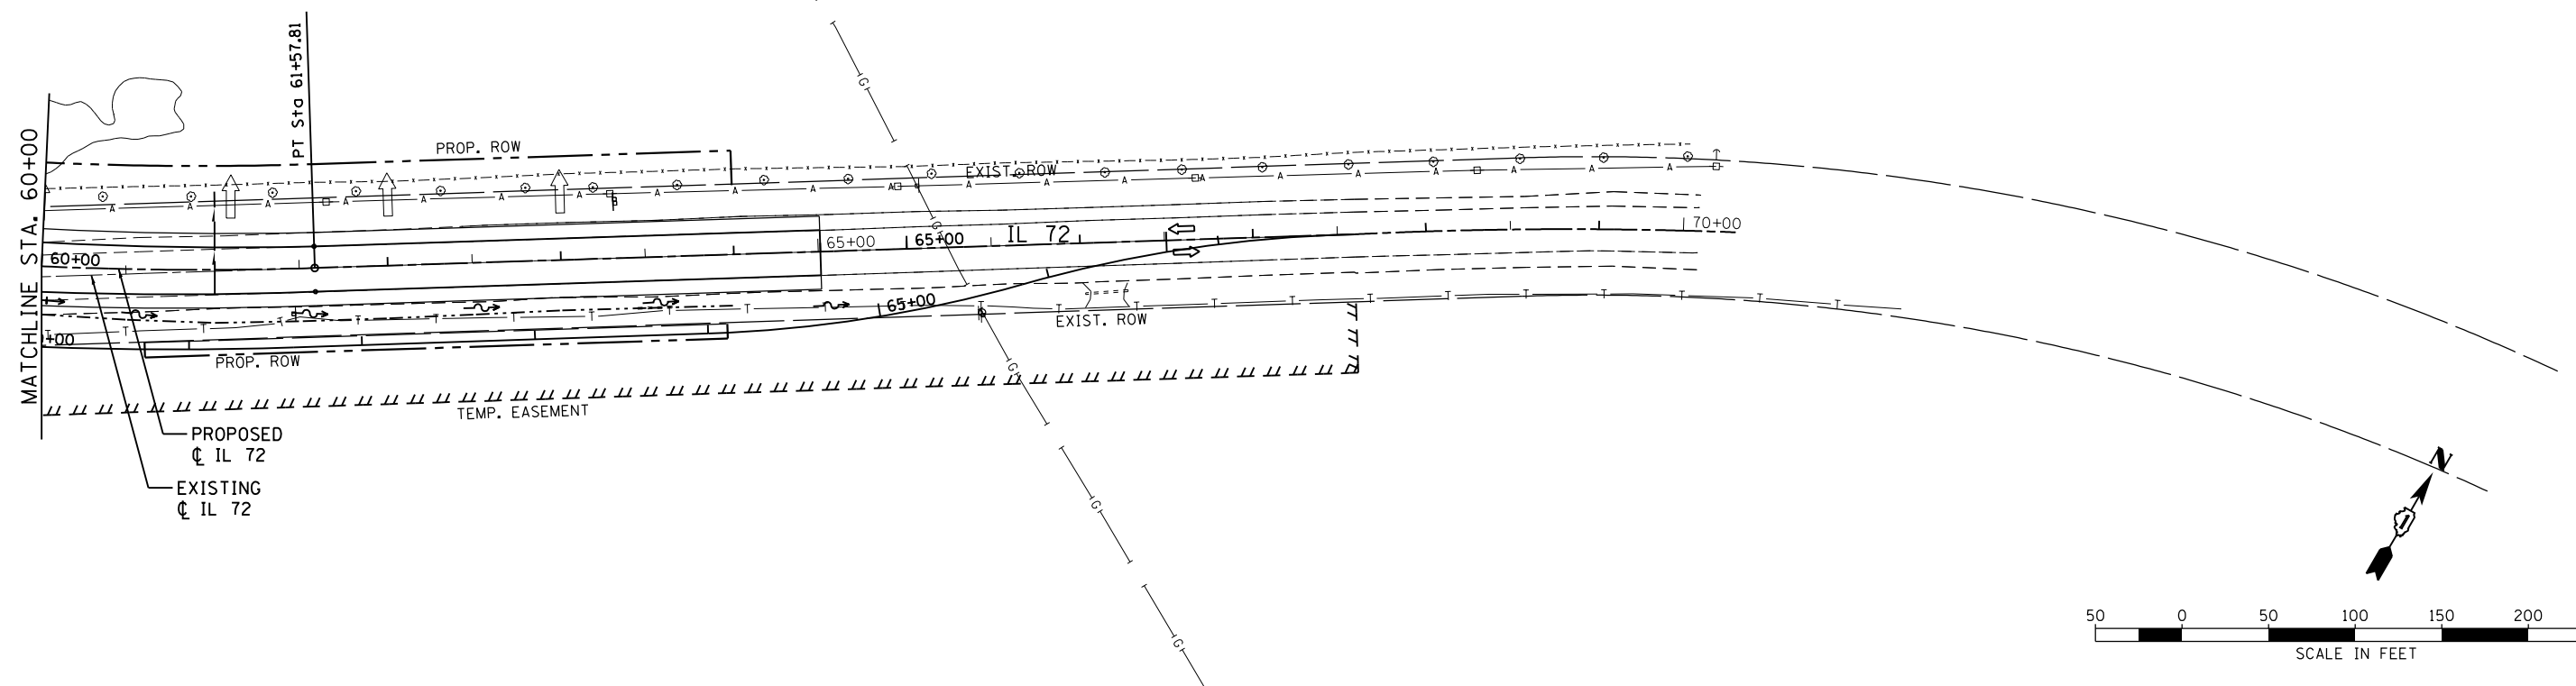 MATCHLINE STA. 60+00
PT Sta 61+57.81
PROP. ROW
EXIST. ROW
60+00
65+00
65+00
IL 72
70+00
65+00
+00
EXIST. ROW
PROP. ROW
TEMP. EASEMENT
PROPOSED
℄ IL 72
EXISTING
℄ IL 72
A A A A A A A A A A A A A A A A A A A A A
T T T T T T T T T T T T T T T T T T T T T T T T
G
G
G
G
G
N
50 0 50 100 150 200
SCALE IN FEET